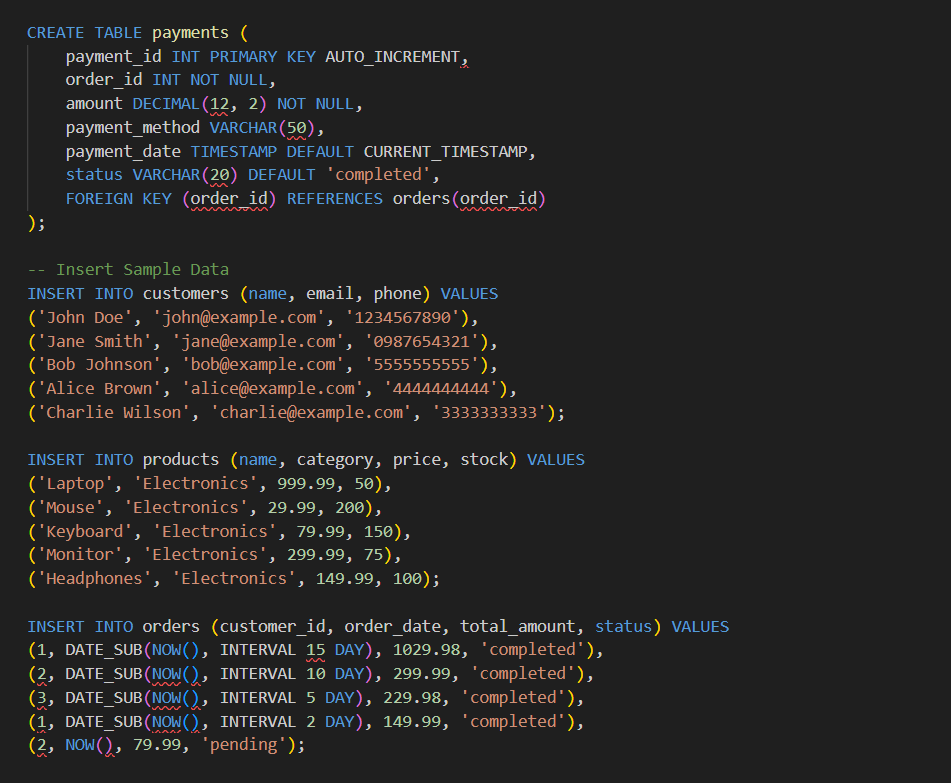 CREATE TABLE payments (
    payment_id INT PRIMARY KEY AUTO_INCREMENT,
    order_id INT NOT NULL,
    amount DECIMAL(12, 2) NOT NULL,
    payment_method VARCHAR(50),
    payment_date TIMESTAMP DEFAULT CURRENT_TIMESTAMP,
    status VARCHAR(20) DEFAULT 'completed',
    FOREIGN KEY (order_id) REFERENCES orders(order_id)
);

-- Insert Sample Data
INSERT INTO customers (name, email, phone) VALUES
('John Doe', 'john@example.com', '1234567890'),
('Jane Smith', 'jane@example.com', '0987654321'),
('Bob Johnson', 'bob@example.com', '5555555555'),
('Alice Brown', 'alice@example.com', '4444444444'),
('Charlie Wilson', 'charlie@example.com', '3333333333');

INSERT INTO products (name, category, price, stock) VALUES
('Laptop', 'Electronics', 999.99, 50),
('Mouse', 'Electronics', 29.99, 200),
('Keyboard', 'Electronics', 79.99, 150),
('Monitor', 'Electronics', 299.99, 75),
('Headphones', 'Electronics', 149.99, 100);

INSERT INTO orders (customer_id, order_date, total_amount, status) VALUES
(1, DATE_SUB(NOW(), INTERVAL 15 DAY), 1029.98, 'completed'),
(2, DATE_SUB(NOW(), INTERVAL 10 DAY), 299.99, 'completed'),
(3, DATE_SUB(NOW(), INTERVAL 5 DAY), 229.98, 'completed'),
(1, DATE_SUB(NOW(), INTERVAL 2 DAY), 149.99, 'completed'),
(2, NOW(), 79.99, 'pending');